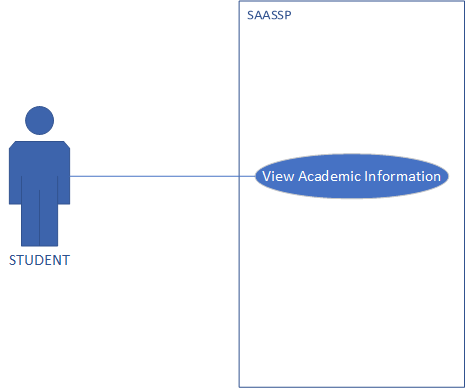 SAASSP
View Academic Information
STUDENT